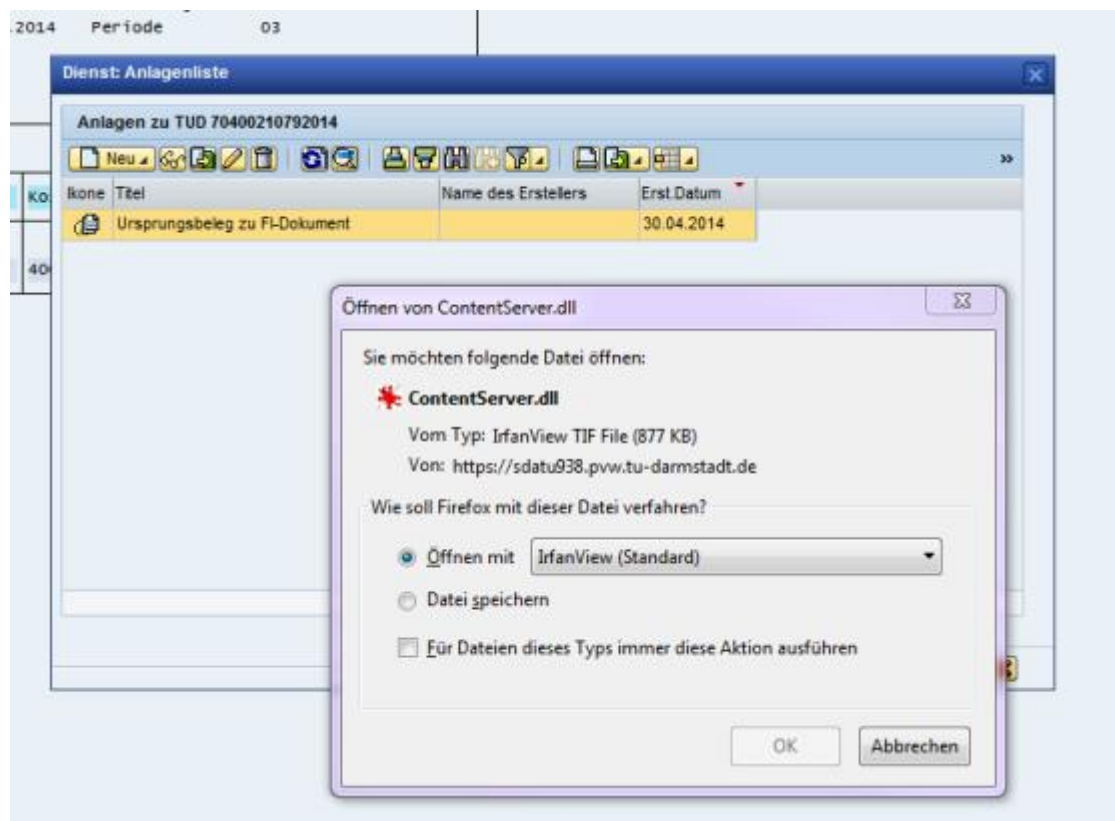 .2014 Periode 03
Dienst: Anlagenliste
Anlagen zu TUD 70400210792014
Neu
Ko
Ikone Titel Name des Erstellers Erst.Datum
Ursprungsbeleg zu FI-Dokument 30.04.2014
40
Öffnen von ContentServer.dll
Sie möchten folgende Datei öffnen:
ContentServer.dll
Vom Typ: IrfanView TIF File (877 KB)
Von: https://sdatu938.pvw.tu-darmstadt.de
Wie soll Firefox mit dieser Datei verfahren?
Öffnen mit IrfanView (Standard)
Datei speichern
Für Dateien dieses Typs immer diese Aktion ausführen
OK Abbrechen